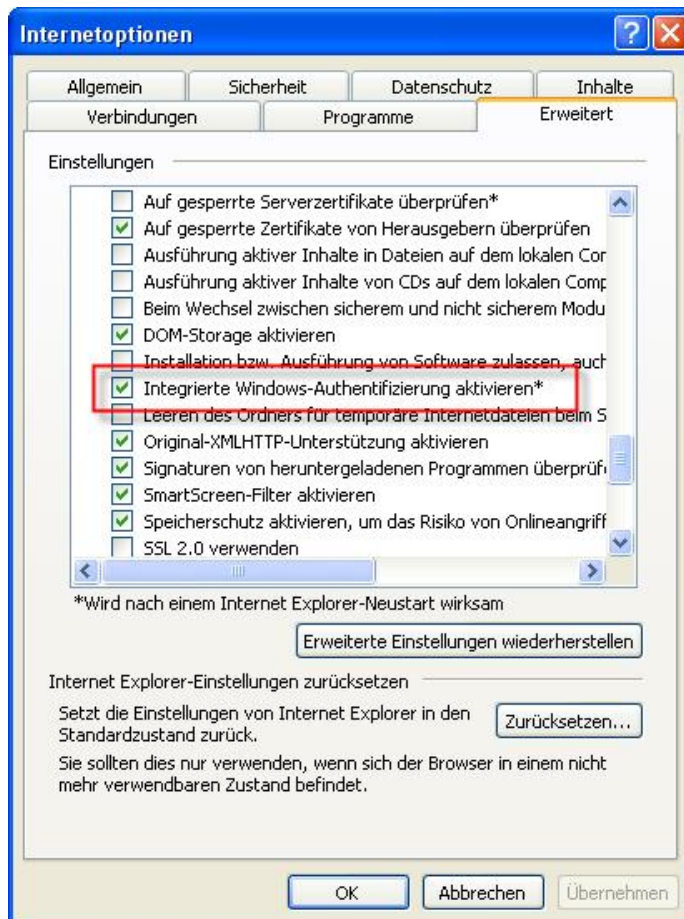 Internetoptionen
Allgemein Sicherheit Datenschutz Inhalte
Verbindungen Programme Erweitert
Einstellungen
Auf gesperrte Serverzertifikate überprüfen*
Auf gesperrte Zertifikate von Herausgebern überprüfen
Ausführung aktiver Inhalte in Dateien auf dem lokalen Con
Ausführung aktiver Inhalte von CDs auf dem lokalen Comp
Beim Wechsel zwischen sicherem und nicht sicherem Modu
DOM-Storage aktivieren
Installation bzw. Ausführung von Software zulassen, auch
Integrierte Windows-Authentifizierung aktivieren*
Leeren des Ordners für temporäre Internetdateien beim S
Original-XMLHTTP-Unterstützung aktivieren
Signaturen von heruntergeladenen Programmen überprüfe
SmartScreen-Filter aktivieren
Speicherschutz aktivieren, um das Risiko von Onlineangriff
SSL 2.0 verwenden
*Wird nach einem Internet Explorer-Neustart wirksam
Erweiterte Einstellungen wiederherstellen
Internet Explorer-Einstellungen zurücksetzen
Setzt die Einstellungen von Internet Explorer in den
Standardzustand zurück.
Zurücksetzen...
Sie sollten dies nur verwenden, wenn sich der Browser in einem nicht
mehr verwendbaren Zustand befindet.
OK Abbrechen Übernehmen